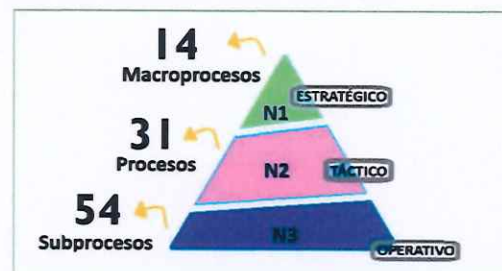 14
Macroprocesos
ESTRATÉGICO
N1
31
Procesos
N2
TÁCTICO
54
Subprocesos
N3
OPERATIVO